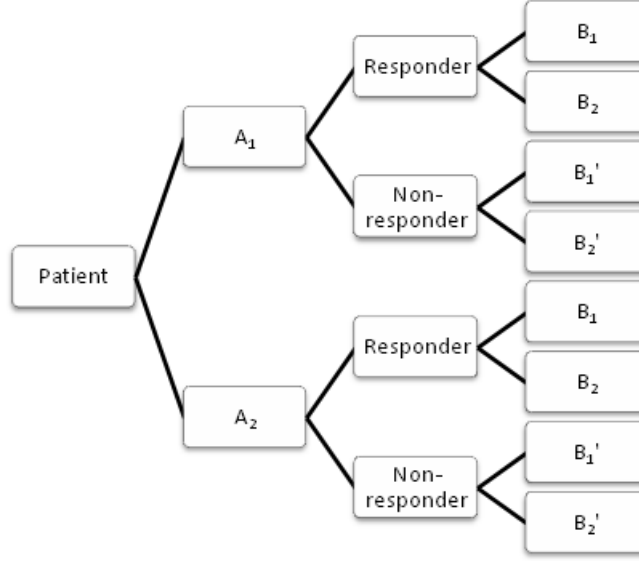 Patient
A₁
A₂
Responder
Non-
responder
Responder
Non-
responder
B₁
B₂
B₁'
B₂'
B₁
B₂
B₁'
B₂'